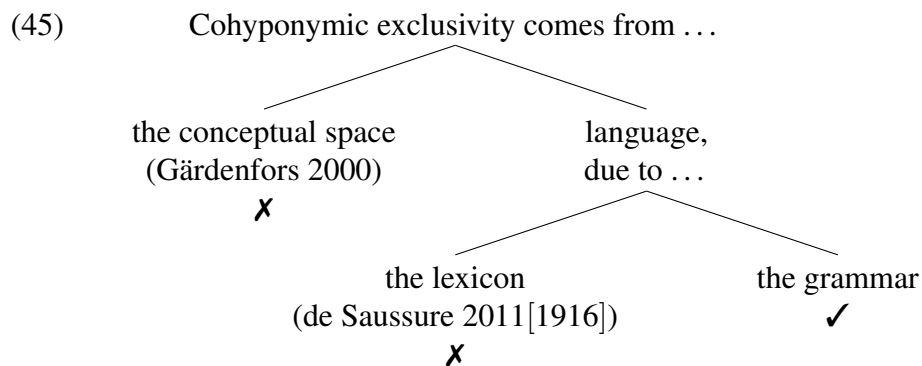 (45) Cohyponymic exclusivity comes from ...
the conceptual space
(Gärdenfors 2000)
✗
language,
due to ...
the lexicon
(de Saussure 2011[1916])
✗
the grammar
✓